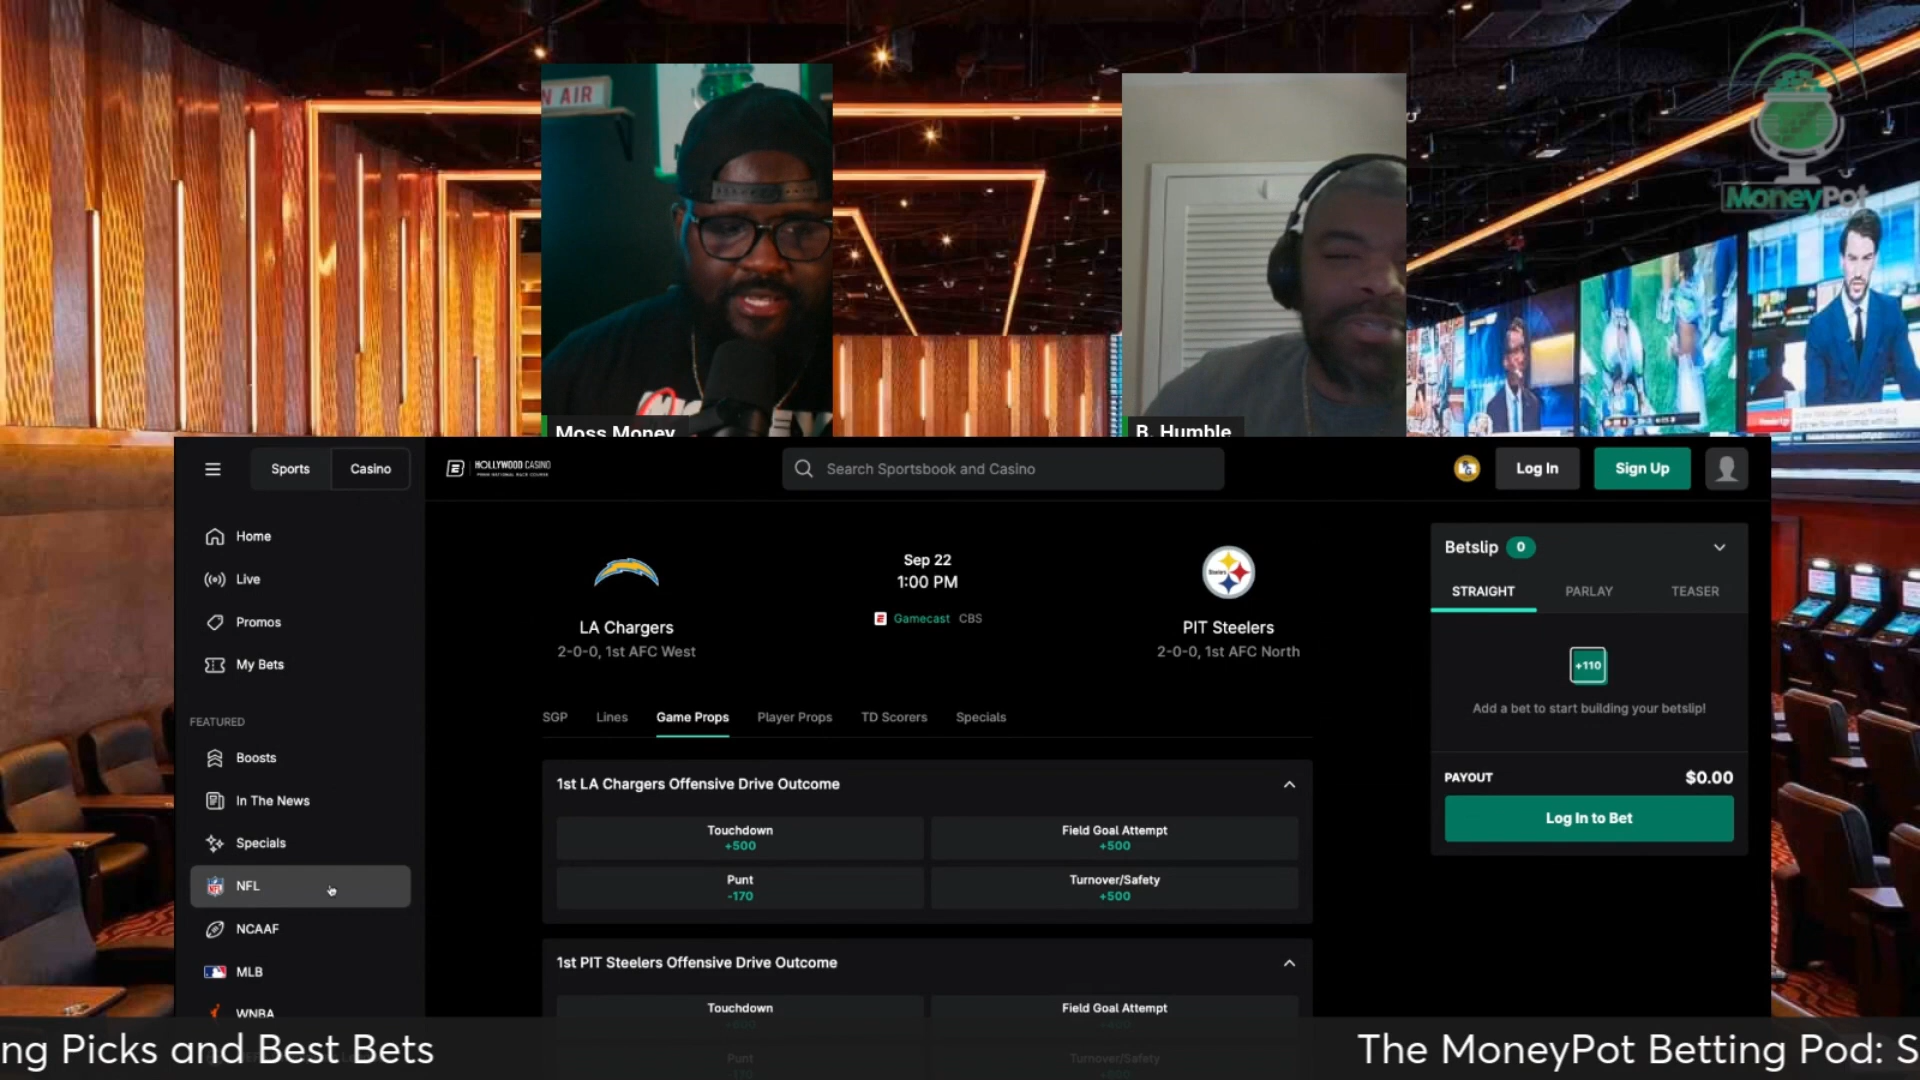 N AIR
MoneyPot
Moss Money
B. Humble
Sports
Casino
HOLLYWOOD CASINO
Search Sportsbook and Casino
Log In
Sign Up
Home
Live
Promos
My Bets
FEATURED
Boosts
In The News
Specials
NFL
NCAAF
MLB
WNBA
LA Chargers
2-0-0, 1st AFC West
Sep 22
1:00 PM
Gamecast CBS
Steelers
PIT Steelers
2-0-0, 1st AFC North
SGP
Lines
Game Props
Player Props
TD Scorers
Specials
1st LA Chargers Offensive Drive Outcome
Touchdown
+500
Field Goal Attempt
+500
Punt
-170
Turnover/Safety
+500
1st PIT Steelers Offensive Drive Outcome
Touchdown
Field Goal Attempt
Punt
Turnover/Safety
Betslip 0
STRAIGHT
PARLAY
TEASER
+110
Add a bet to start building your betslip!
PAYOUT
$0.00
Log In to Bet
ng Picks and Best Bets
The MoneyPot Betting Pod: S